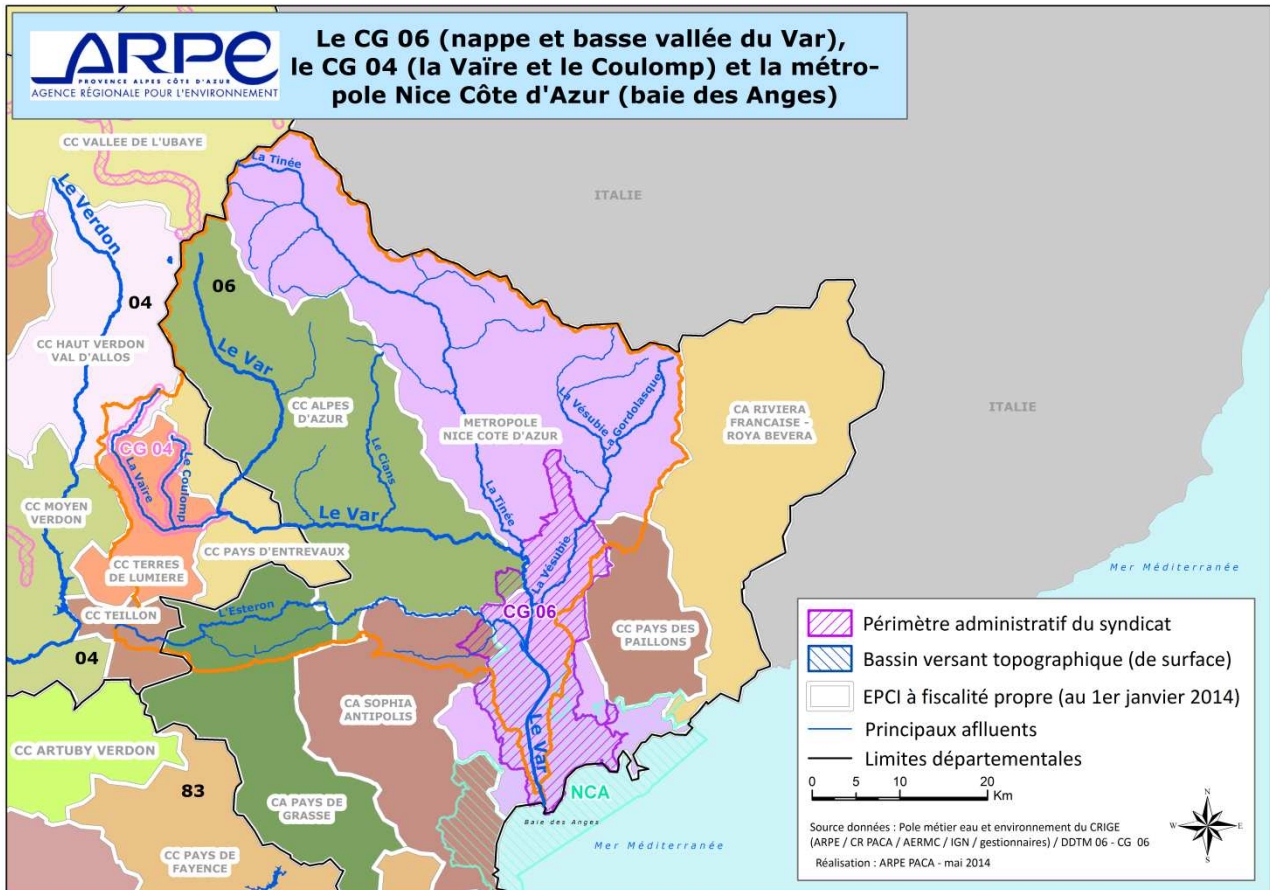 ARPE
PROVENCE ALPES CÔTE D'AZUR
AGENCE RÉGIONALE POUR L'ENVIRONNEMENT
Le CG 06 (nappe et basse vallée du Var),
le CG 04 (la Vaïre et le Coulomp) et la métro-
pole Nice Côte d'Azur (baie des Anges)
CC VALLEE DE L'UBAYE
La Tinée
ITALIE
Le Verdon
04
06
CC HAUT VERDON
VAL D'ALLOS
Le Var
CC ALPES
D'AZUR
METROPOLE
NICE COTE D'AZUR
La Vésubie
a Gordolasque
CA RIVIERA
FRANCAISE -
ROYA BEVERA
ITALIE
CG 04
La Vaïre
Le Coulomp
Le Cians
La Tinée
CC MOYEN
VERDON
Le Var
CC PAYS D'ENTREVAUX
CC TERRES
DE LUMIERE
La Vésubie
Mer Méditerranée
CC TEILLON
L'Esteron
CG 06
CC PAYS DES
PAILLONS
04
CA SOPHIA
ANTIPOLIS
Le Var
CC ARTUBY VERDON
83
CA PAYS DE
GRASSE
NCA
Baie des Anges
Mer Méditerranée
CC PAYS DE
FAYENCE
Périmètre administratif du syndicat
Bassin versant topographique (de surface)
EPCI à fiscalité propre (au 1er janvier 2014)
Principaux afluents
Limites départementales
0 5 10 20
Km
Source données : Pole métier eau et environnement du CRIGE
(ARPE / CR PACA / AERMC / IGN / gestionnaires) / DDTM 06 - CG 06
Réalisation : ARPE PACA - mai 2014
N
W E
S